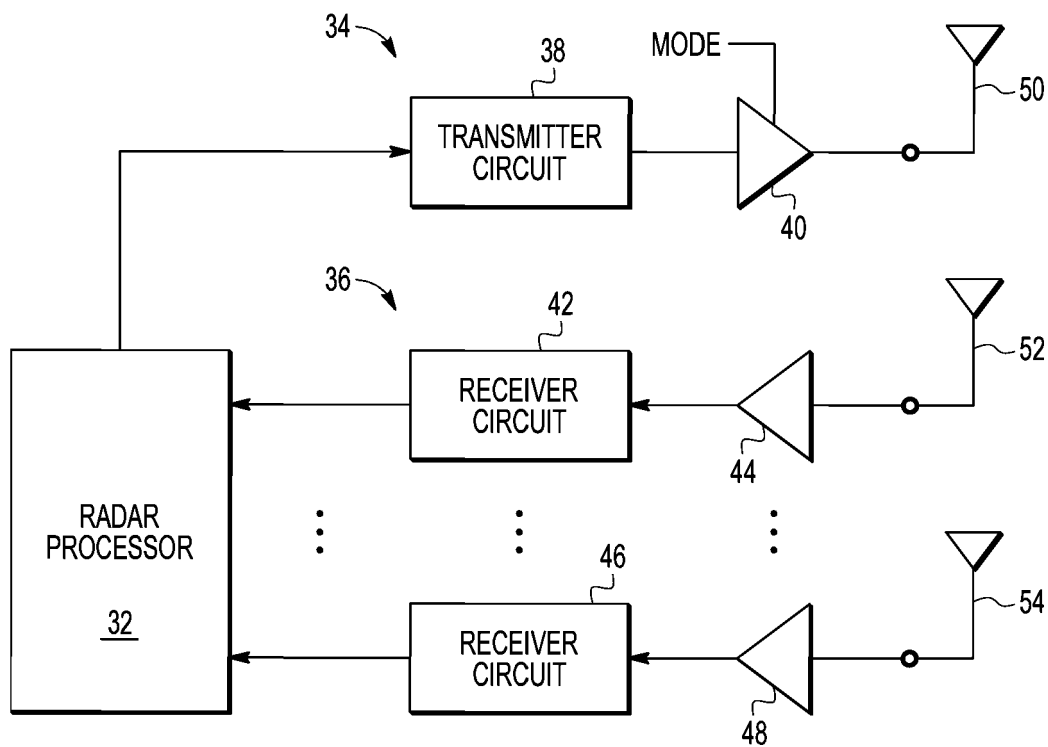 34
38
MODE
50
TRANSMITTER
CIRCUIT
40
36
42
52
RECEIVER
CIRCUIT
44
RADAR
PROCESSOR
32
46
54
RECEIVER
CIRCUIT
48